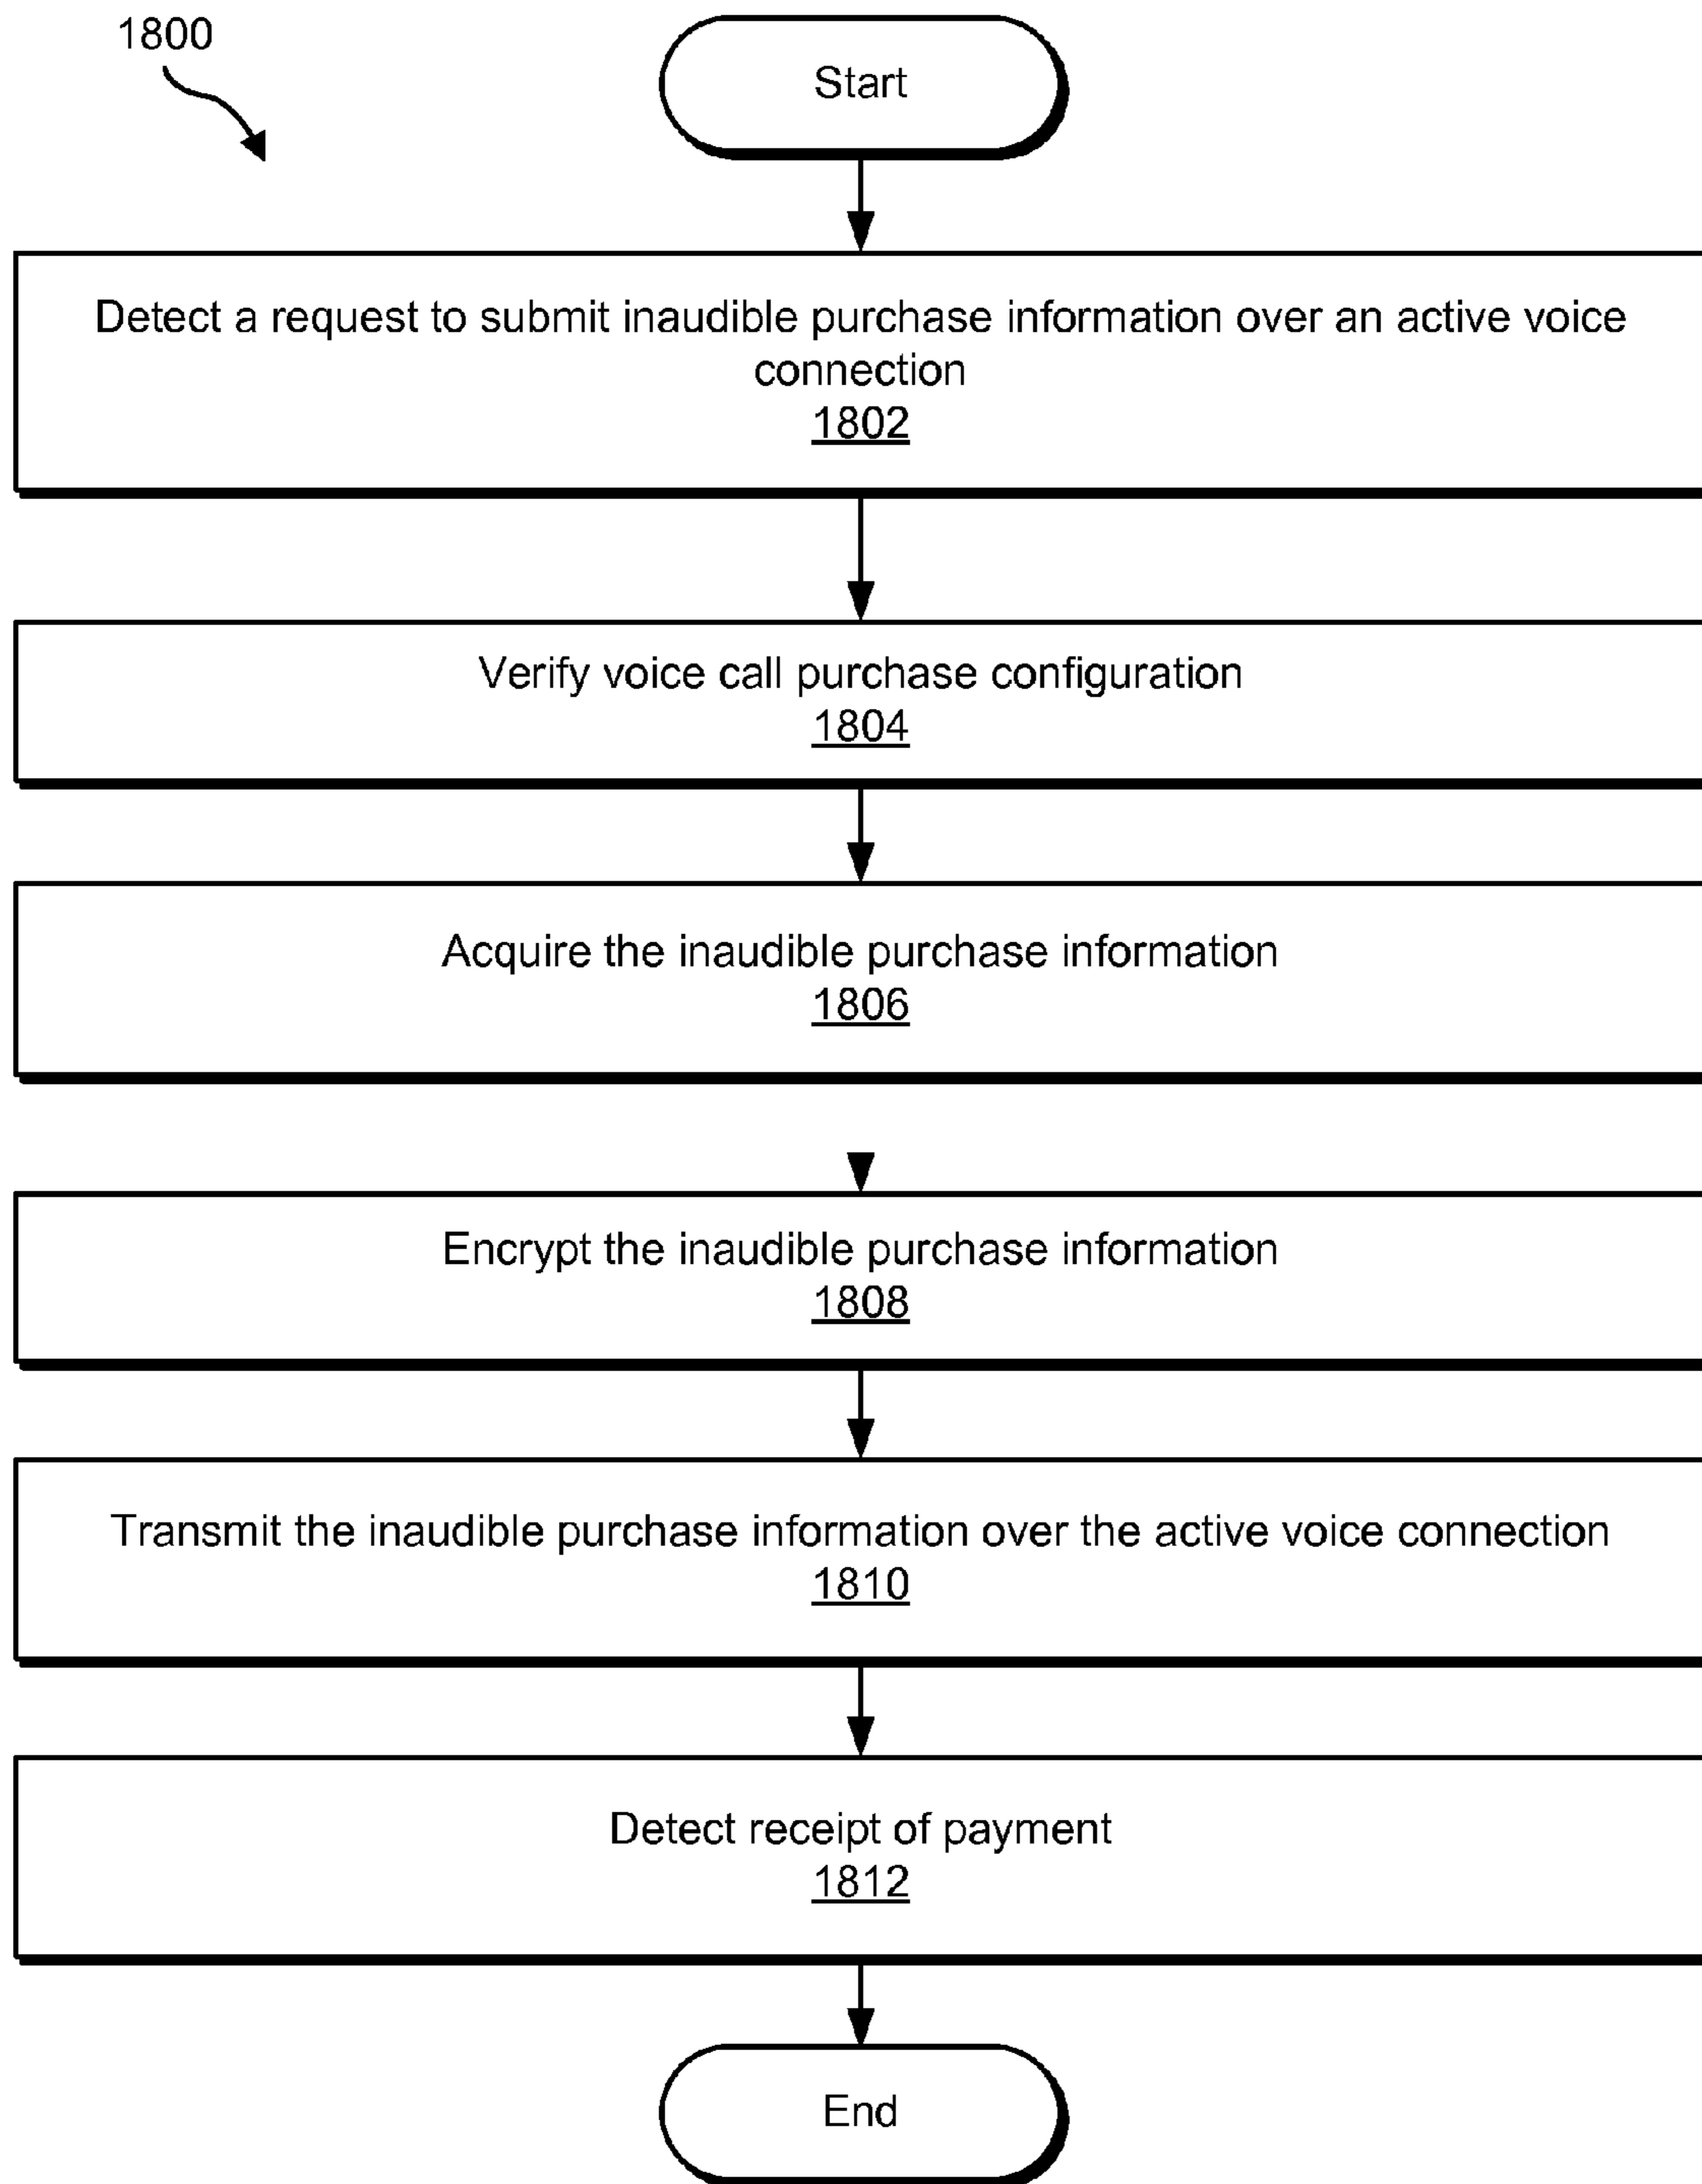 1800
Start
Detect a request to submit inaudible purchase information over an active voice
connection
1802
Verify voice call purchase configuration
1804
Acquire the inaudible purchase information
1806
Encrypt the inaudible purchase information
1808
Transmit the inaudible purchase information over the active voice connection
1810
Detect receipt of payment
1812
End